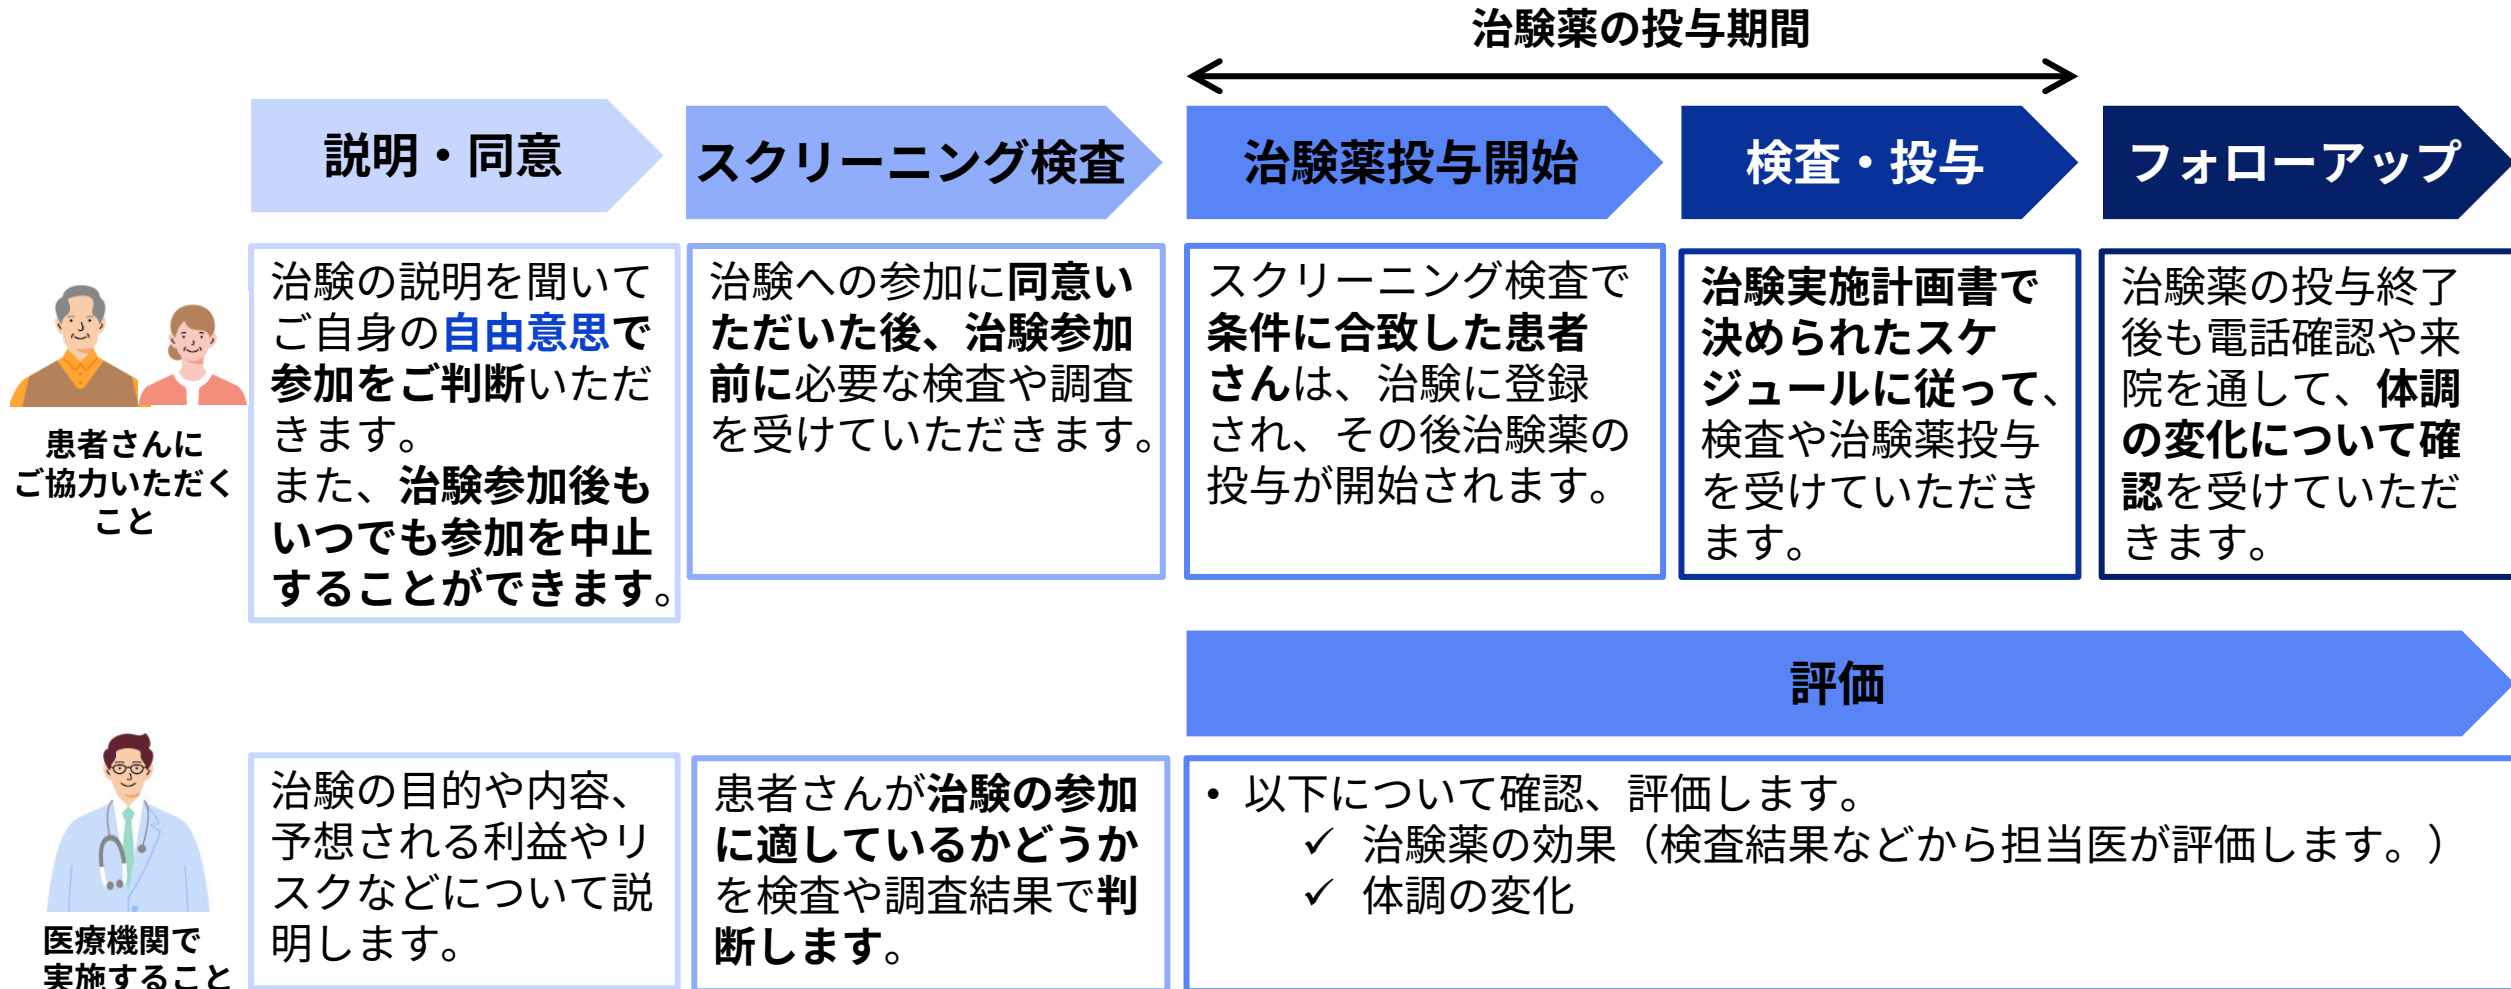 治験薬の投与期間
説明・同意
スクリーニング検査
治験薬投与開始
検査・投与
フォローアップ
患者さんに
ご協力いただく
こと
治験の説明を聞いて
ご自身の自由意思で
参加をご判断いただ
きます。
また、治験参加後も
いつでも参加を中止
することができます。
治験への参加に同意い
ただいた後、治験参加
前に必要な検査や調査
を受けていただきます。
スクリーニング検査で
条件に合致した患者
さんは、治験に登録
され、その後治験薬の
投与が開始されます。
治験実施計画書で
決められたスケ
ジュールに従って、
検査や治験薬投与
を受けていただき
ます。
治験薬の投与終了
後も電話確認や来
院を通して、体調
の変化について確
認を受けていただ
きます。
評価
医療機関で
実施すること
治験の目的や内容、
予想される利益やリ
スクなどについて説
明します。
患者さんが治験の参加
に適しているかどうか
を検査や調査結果で判
断します。
• 以下について確認、評価します。
✓ 治験薬の効果（検査結果などから担当医が評価します。）
✓ 体調の変化